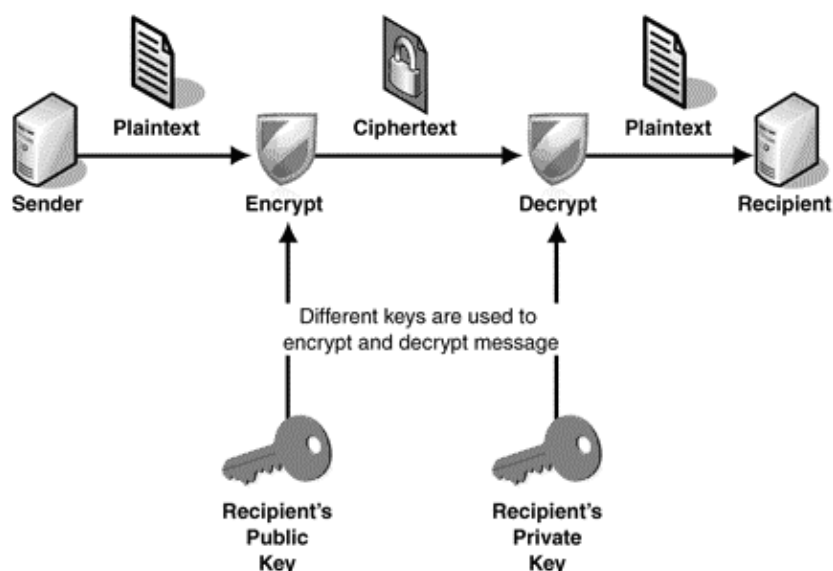 Plaintext
Ciphertext
Plaintext
Sender
Encrypt
Decrypt
Recipient
Different keys are used to
encrypt and decrypt message
Recipient's
Public
Key
Recipient's
Private
Key